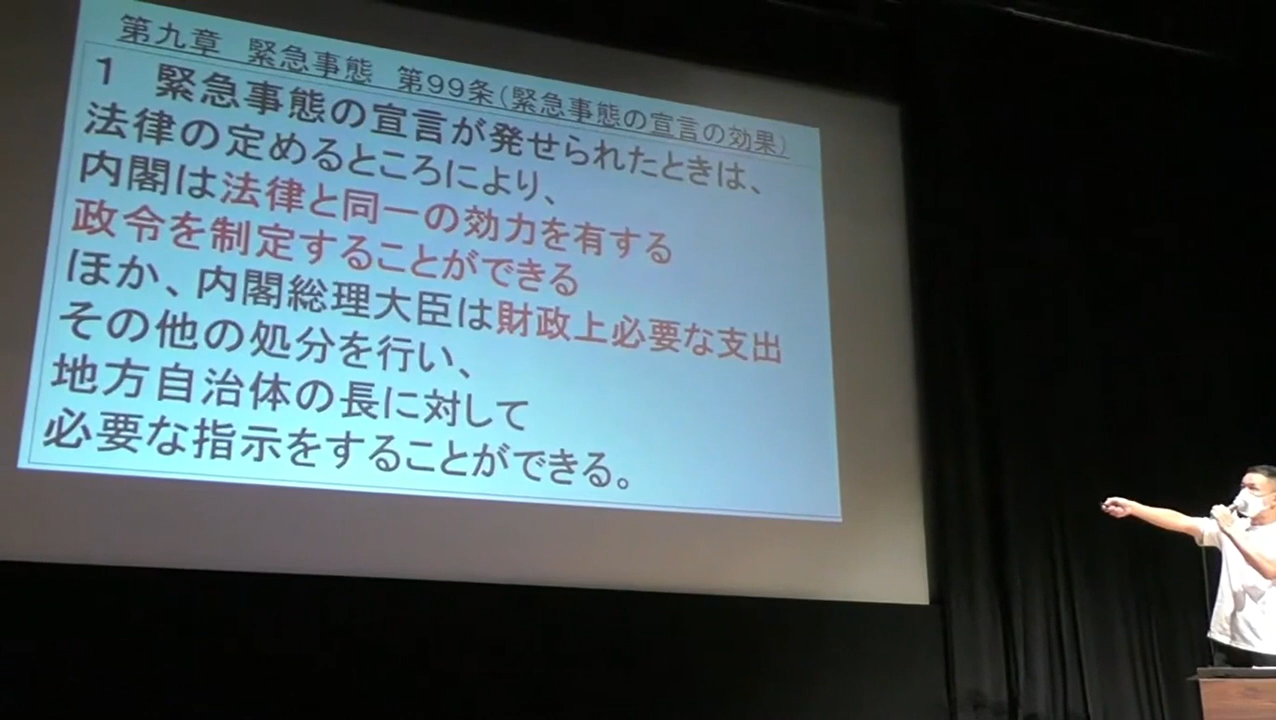 第九章　緊急事態　第99条（緊急事態の宣言の効果）
1　緊急事態の宣言が発せられたときは、
法律の定めるところにより、
内閣は法律と同一の効力を有する
政令を制定することができる
ほか、内閣総理大臣は財政上必要な支出
その他の処分を行い、
地方自治体の長に対して
必要な指示をすることができる。